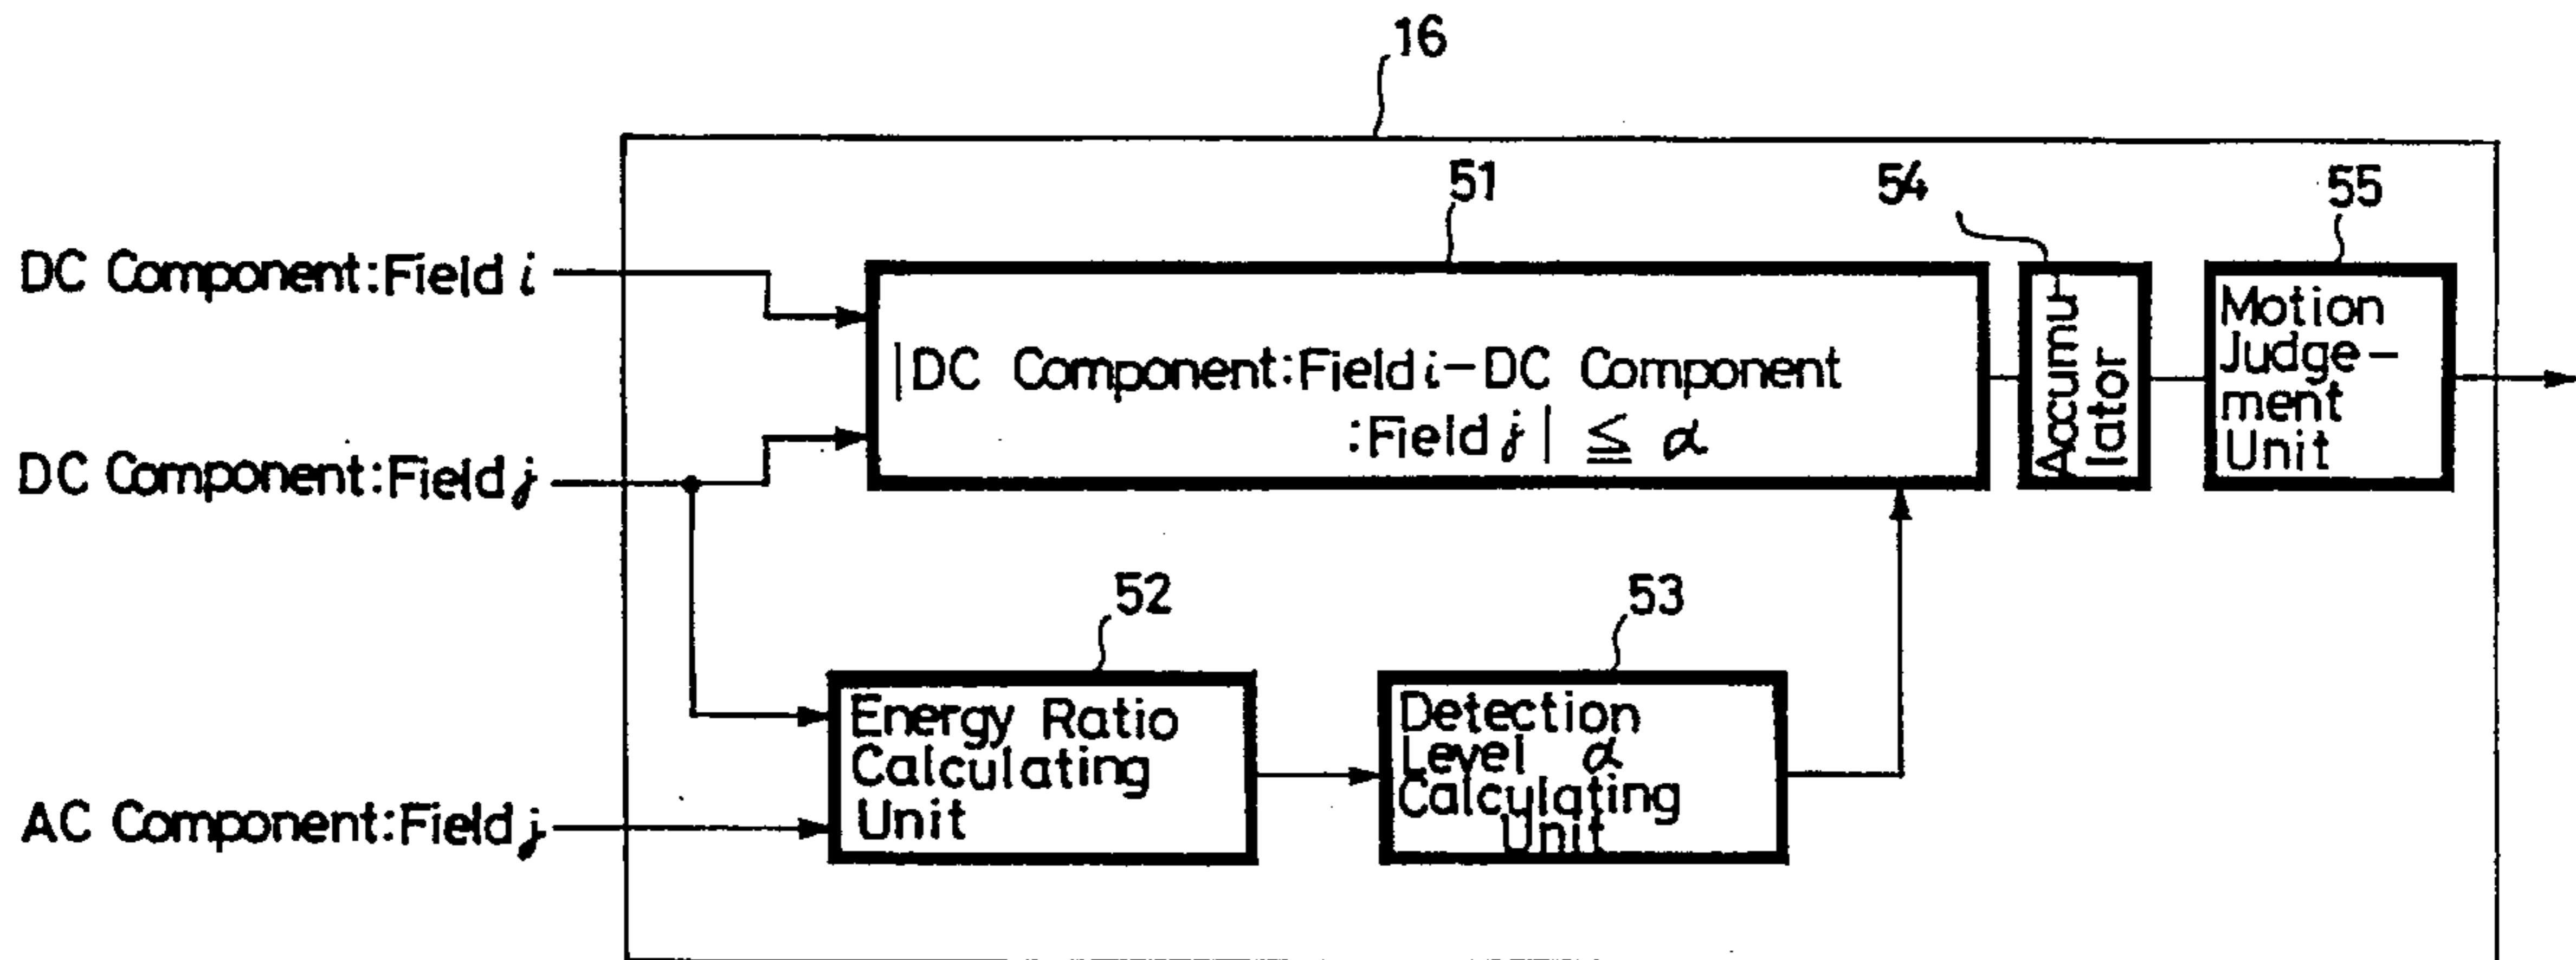 16
51
54
55
DC Component:Field i
DC Component:Field j
|DC Component:Field i-DC Component
:Field j| ≦ α
Accumu-
lator
Motion
Judge-
ment
Unit
52
53
AC Component:Field j
Energy Ratio
Calculating
Unit
Detection
Level α
Calculating
Unit